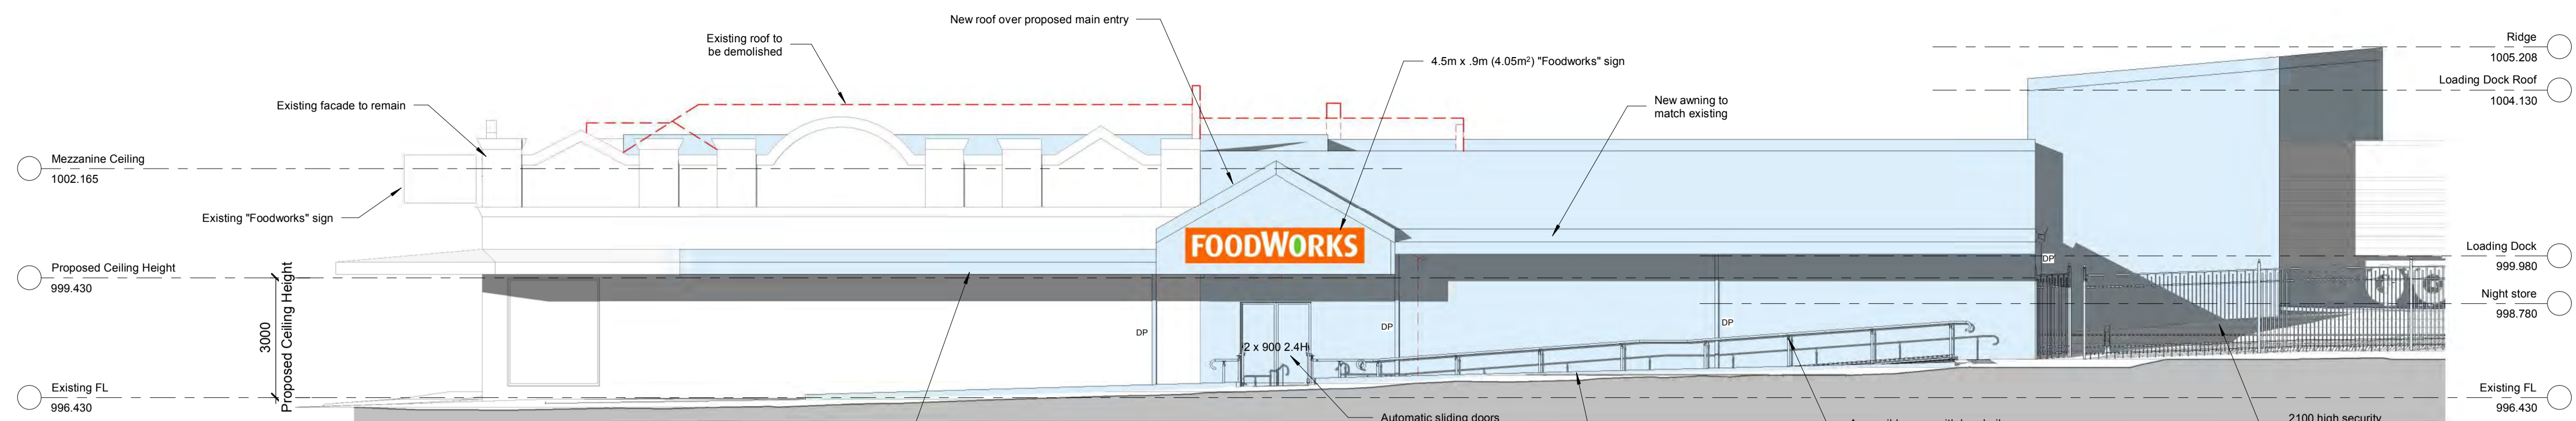 New roof over proposed main entry
Existing roof to
be demolished
4.5m x .9m (4.05m²) "Foodworks" sign
Existing facade to remain
New awning to
match existing
Ridge
1005.208
Loading Dock Roof
1004.130
Mezzanine Ceiling
1002.165
Existing "Foodworks" sign
FOODWORKS
Proposed Ceiling Height
999.430
Loading Dock
999.980
DP
Night store
998.780
3000
Proposed Ceiling Height
DP
DP
DP
2 x 900 2.4H
Existing FL
996.430
Existing FL
996.430
Automatic sliding doors
2100 high security